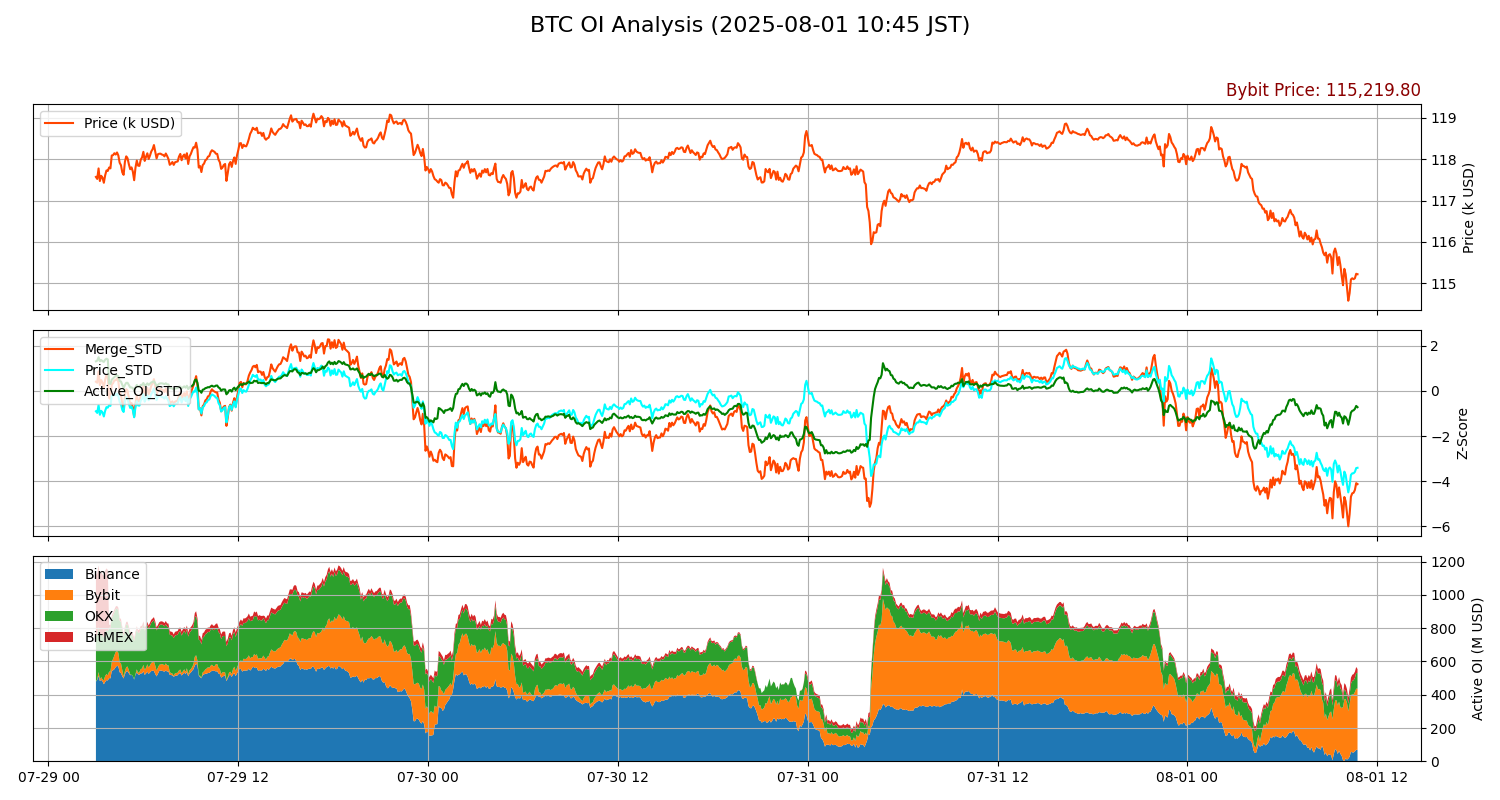 BTC OI Analysis (2025-08-01 10:45 JST)
Bybit Price: 115,219.80
Price (k USD)
119
118
117
116
115
Price (k USD)
Merge_STD
Price_STD
Active_OI_STD
2
0
−2
−4
−6
Z-Score
Binance
Bybit
OKX
BitMEX
1200
1000
800
600
400
200
0
Active OI (M USD)
07-29 00 07-29 12 07-30 00 07-30 12 07-31 00 07-31 12 08-01 00 08-01 12